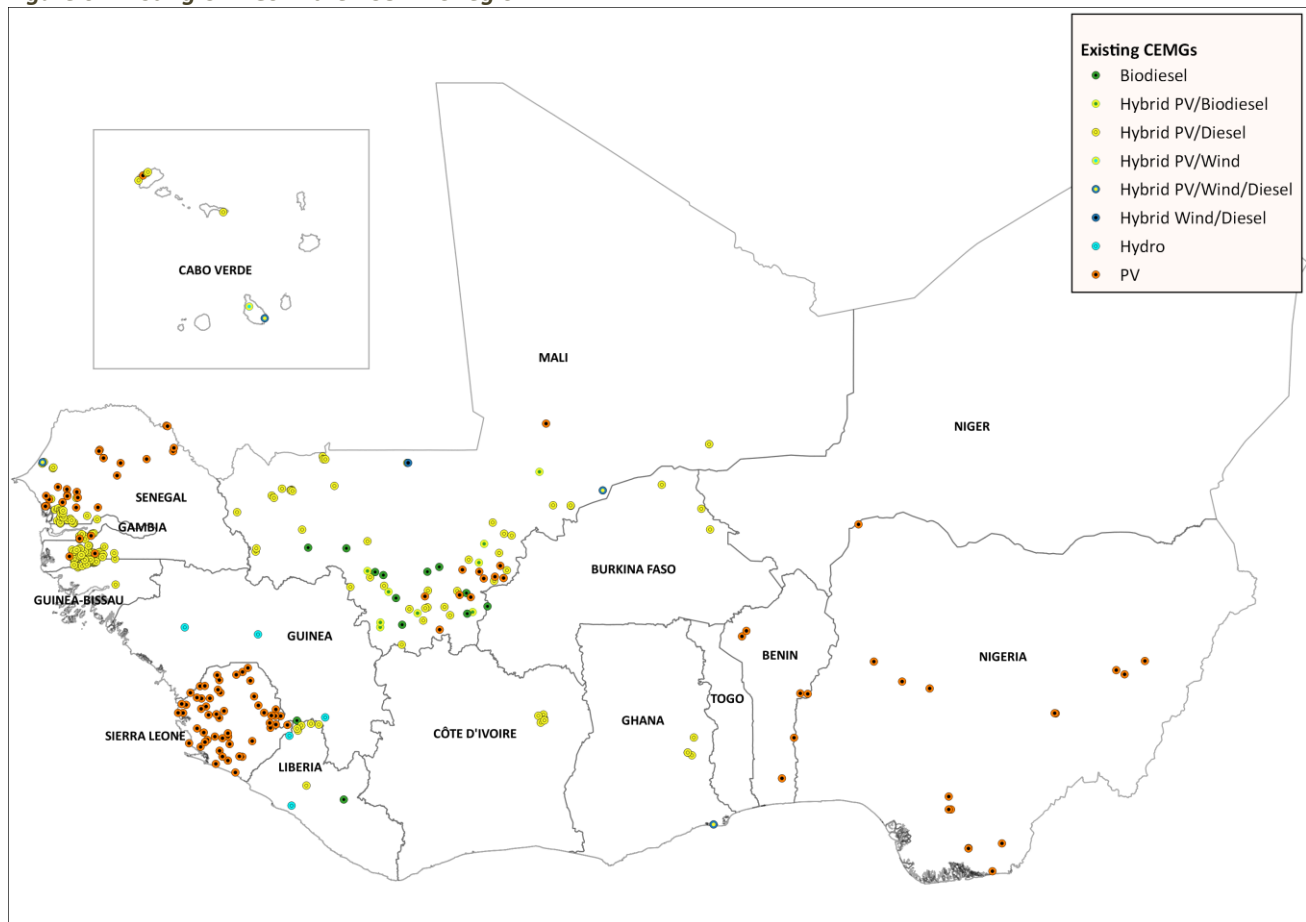 Existing CEMGs
Biodiesel
Hybrid PV/Biodiesel
Hybrid PV/Diesel
Hybrid PV/Wind
Hybrid PV/Wind/Diesel
Hybrid Wind/Diesel
Hydro
PV
CABO VERDE
MALI
NIGER
SENEGAL
GAMBIA
BURKINA FASO
GUINEA-BISSAU
GUINEA
BENIN
NIGERIA
TOGO
GHANA
CÔTE D'IVOIRE
SIERRA LEONE
LIBERIA